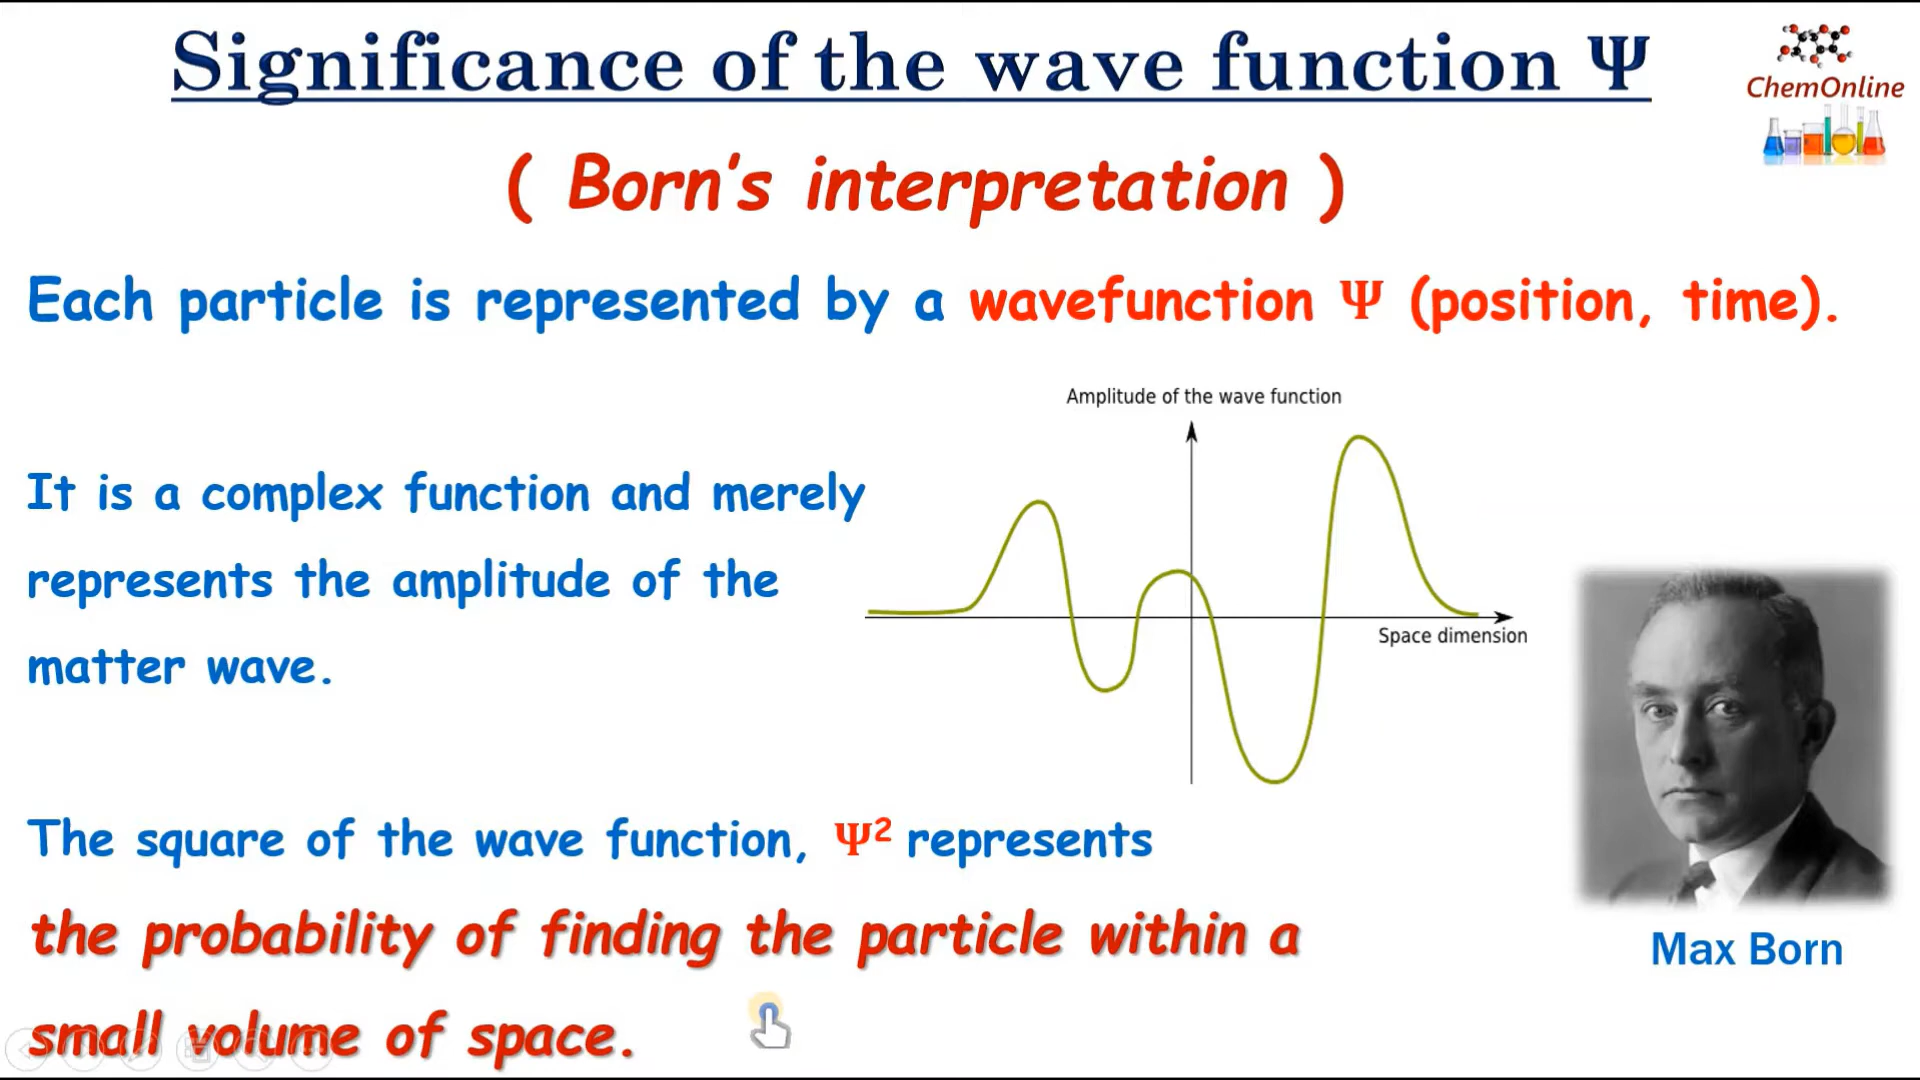 Significance of the wave function Ψ
ChemOnline
( Born’s interpretation )
Each particle is represented by a wavefunction Ψ (position, time).
Amplitude of the wave function
It is a complex function and merely
represents the amplitude of the
matter wave.
Space dimension
The square of the wave function, Ψ² represents
the probability of finding the particle within a
small volume of space.
Max Born